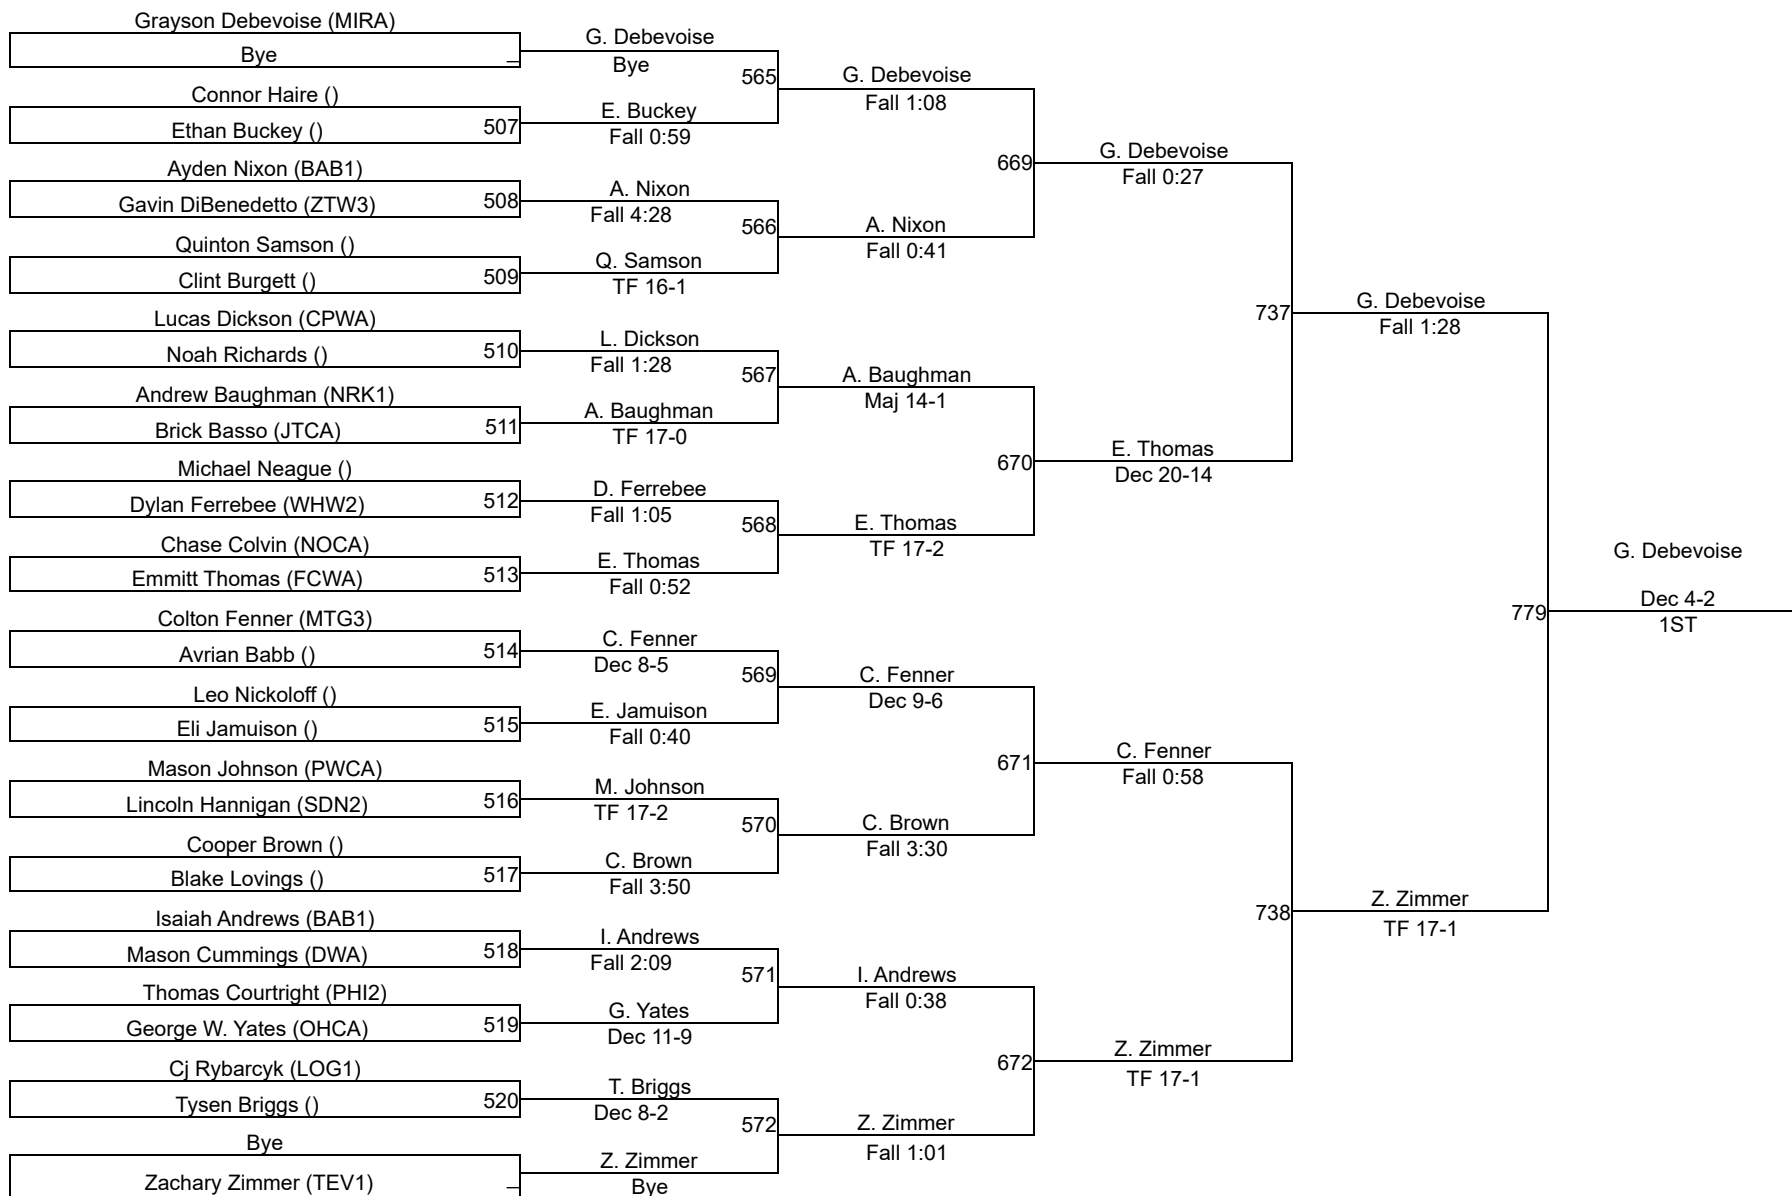 Grayson Debevoise (MIRA)
Bye
Connor Haire ()
Ethan Buckey ()
507
Ayden Nixon (BAB1)
Gavin DiBenedetto (ZTW3)
508
Quinton Samson ()
Clint Burgett ()
509
Lucas Dickson (CPWA)
Noah Richards ()
510
Andrew Baughman (NRK1)
Brick Basso (JTCA)
511
Michael Neague ()
Dylan Ferrebee (WHW2)
512
Chase Colvin (NOCA)
Emmitt Thomas (FCWA)
513
Colton Fenner (MTG3)
Avrian Babb ()
514
Leo Nickoloff ()
Eli Jamuison ()
515
Mason Johnson (PWCA)
Lincoln Hannigan (SDN2)
516
Cooper Brown ()
Blake Lovings ()
517
Isaiah Andrews (BAB1)
Mason Cummings (DWA)
518
Thomas Courtright (PHI2)
George W. Yates (OHCA)
519
Cj Rybarcyk (LOG1)
Tysen Briggs ()
520
Bye
Zachary Zimmer (TEV1)
G. Debevoise
Bye
565
E. Buckey
Fall 0:59
A. Nixon
Fall 4:28
566
Q. Samson
TF 16-1
L. Dickson
Fall 1:28
567
A. Baughman
TF 17-0
D. Ferrebee
Fall 1:05
568
E. Thomas
Fall 0:52
C. Fenner
Dec 8-5
569
E. Jamuison
Fall 0:40
M. Johnson
TF 17-2
570
C. Brown
Fall 3:50
I. Andrews
Fall 2:09
571
G. Yates
Dec 11-9
T. Briggs
Dec 8-2
572
Z. Zimmer
Bye
G. Debevoise
Fall 1:08
669
A. Nixon
Fall 0:41
A. Baughman
Maj 14-1
670
E. Thomas
TF 17-2
C. Fenner
Dec 9-6
671
C. Brown
Fall 3:30
I. Andrews
Fall 0:38
672
Z. Zimmer
Fall 1:01
G. Debevoise
Fall 0:27
737
E. Thomas
Dec 20-14
C. Fenner
Fall 0:58
738
Z. Zimmer
TF 17-1
G. Debevoise
Fall 1:28
779
Z. Zimmer
TF 17-1
G. Debevoise
Dec 4-2
1ST